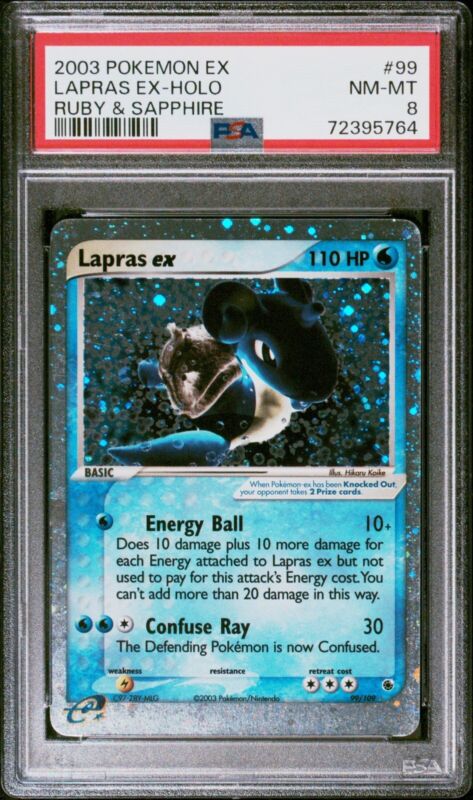 2003 POKEMON EX #99
LAPRAS EX-HOLO NM-MT
RUBY & SAPPHIRE 8
PSA 72395764
Lapras ex 110 HP
BASIC
Illus. Hikaru Koike
When Pokémon-ex has been Knocked Out,
your opponent takes 2 Prize cards.
Energy Ball 10+
Does 10 damage plus 10 more damage for
each Energy attached to Lapras ex but not
used to pay for this attack's Energy cost. You
can't add more than 20 damage in this way.
Confuse Ray 30
The Defending Pokémon is now Confused.
weakness resistance retreat cost
©2003 Pokémon/Nintendo 99/109
e
PSA